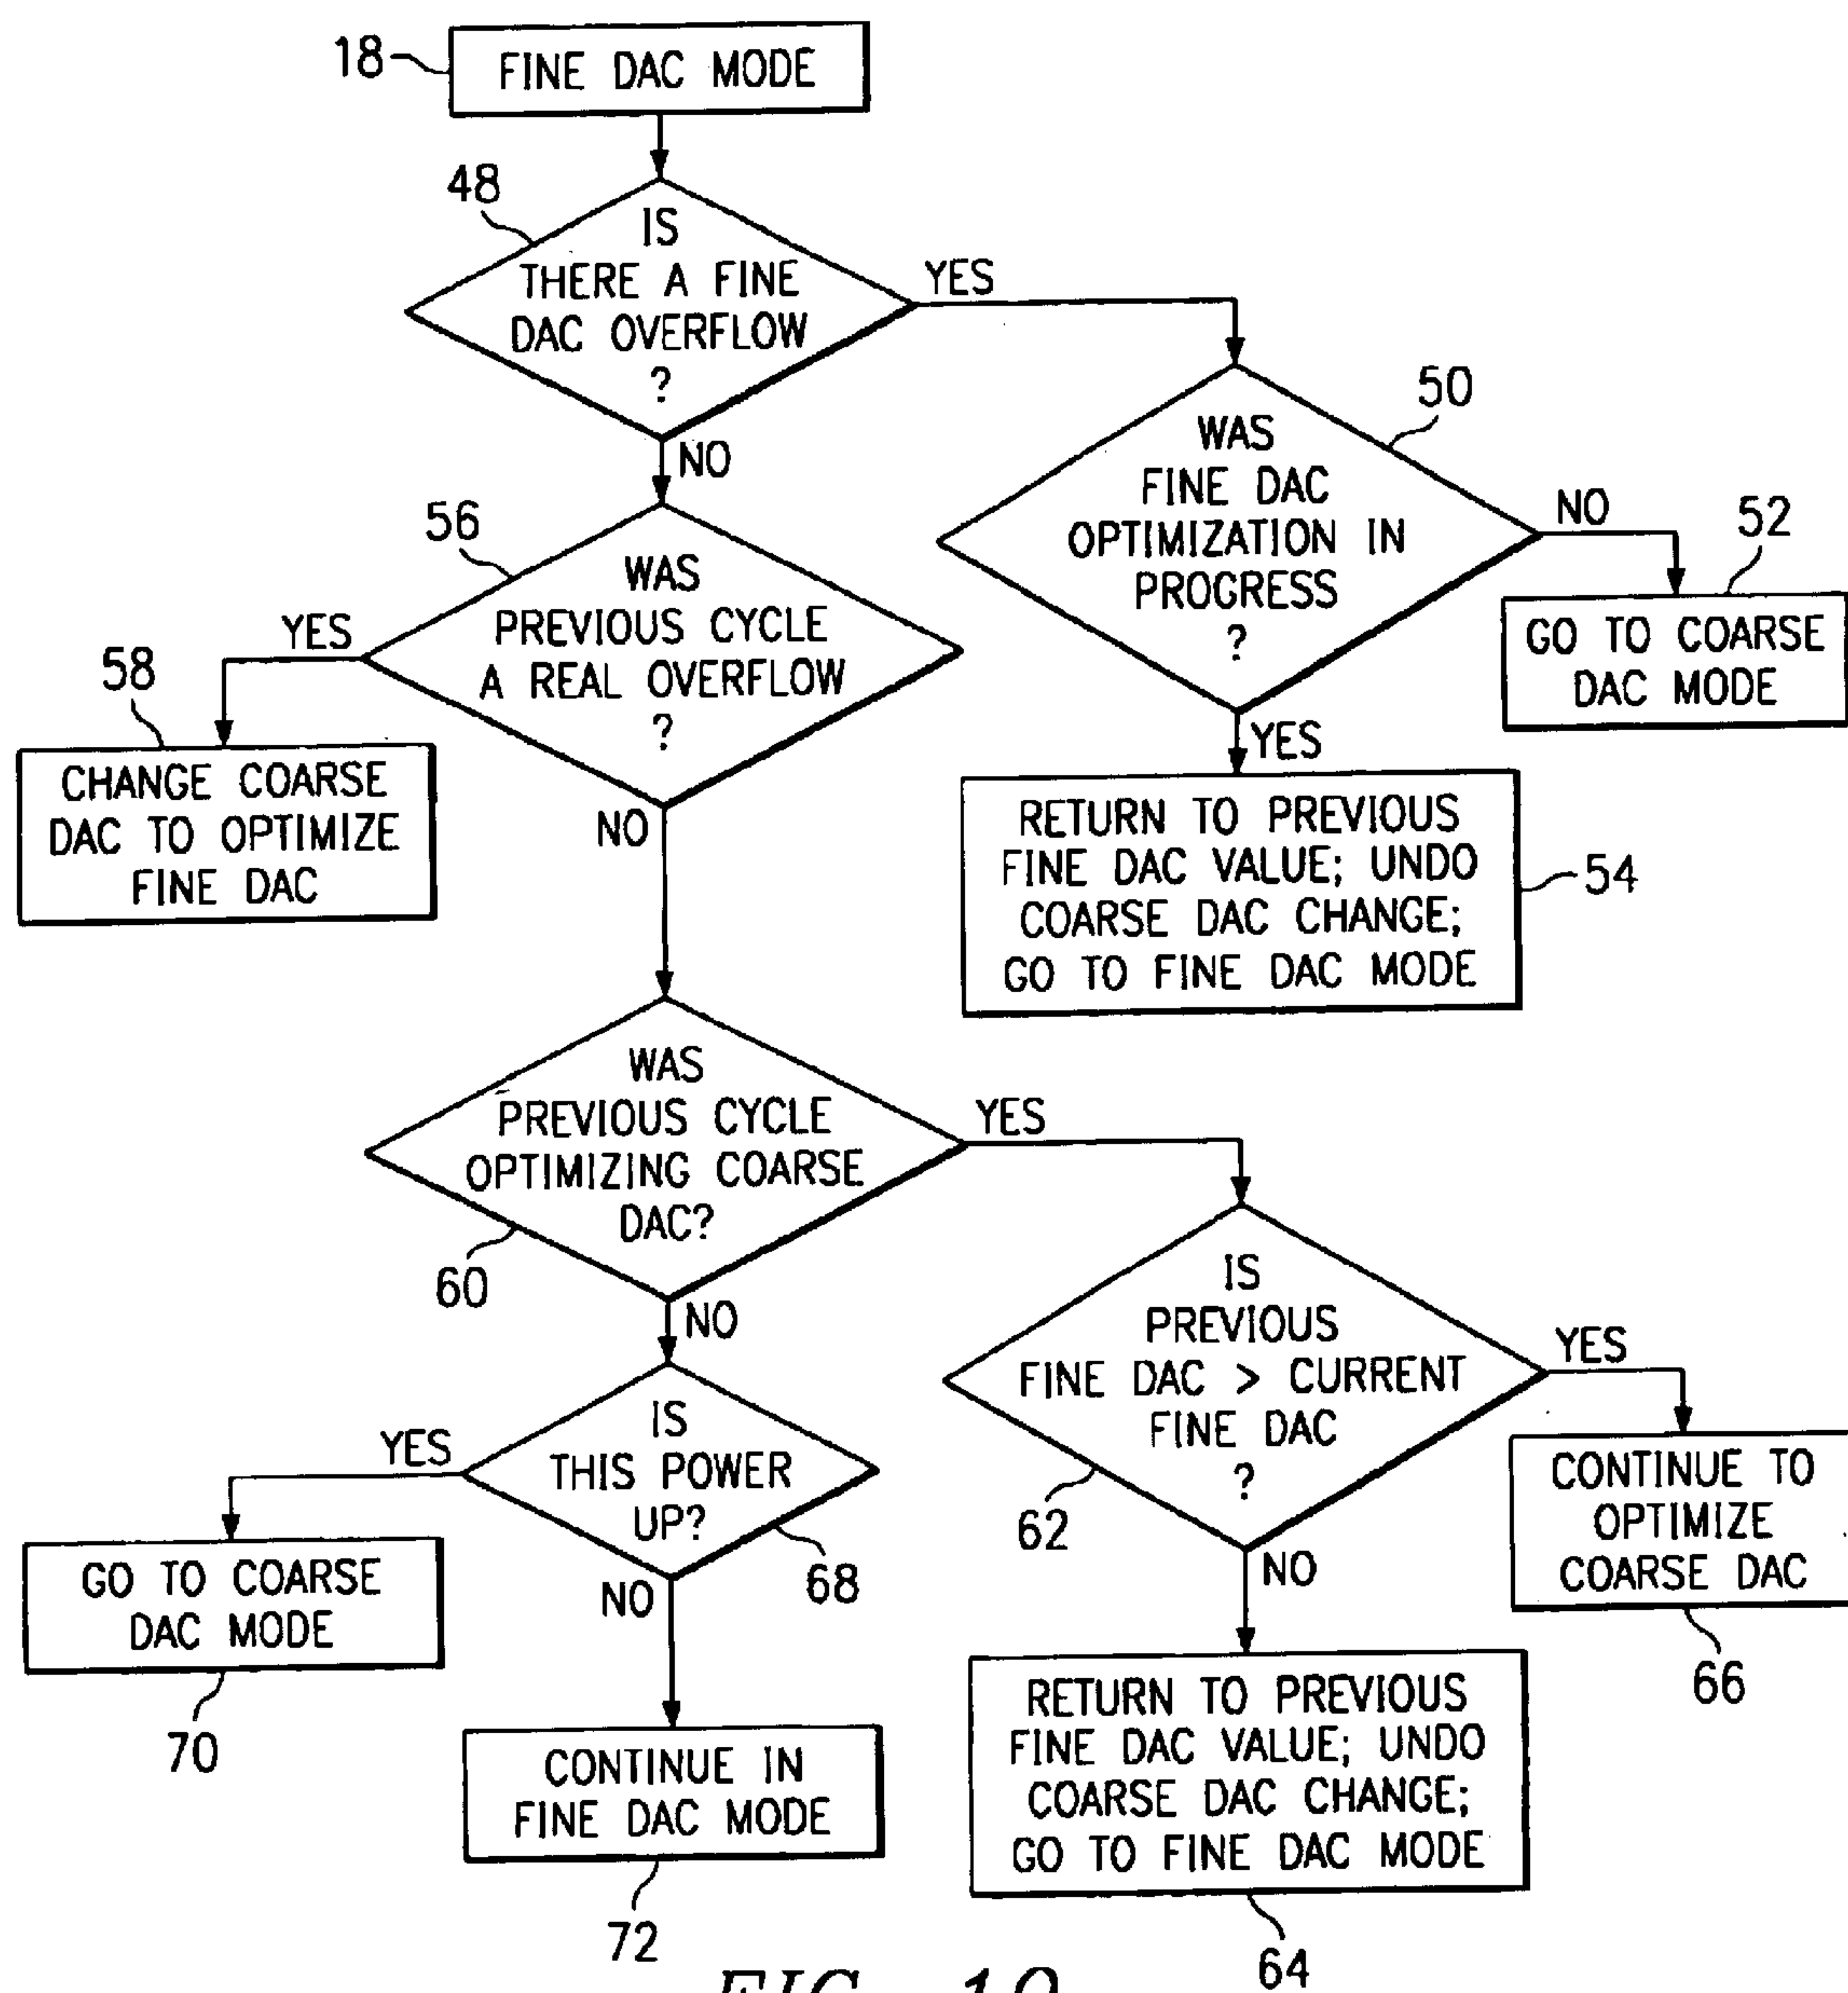 18
FINE DAC MODE
48
IS
THERE A FINE
DAC OVERFLOW
?
YES
NO
50
WAS
FINE DAC
OPTIMIZATION IN
PROGRESS
?
NO
52
GO TO COARSE
DAC MODE
YES
RETURN TO PREVIOUS
FINE DAC VALUE; UNDO
COARSE DAC CHANGE;
GO TO FINE DAC MODE
54
56
WAS
PREVIOUS CYCLE
A REAL OVERFLOW
?
YES
58
CHANGE COARSE
DAC TO OPTIMIZE
FINE DAC
NO
WAS
PREVIOUS CYCLE
OPTIMIZING COARSE
DAC?
60
YES
NO
IS
PREVIOUS
FINE DAC > CURRENT
FINE DAC
?
62
YES
CONTINUE TO
OPTIMIZE
COARSE DAC
66
NO
RETURN TO PREVIOUS
FINE DAC VALUE; UNDO
COARSE DAC CHANGE;
GO TO FINE DAC MODE
64
IS
THIS POWER
UP?
68
YES
GO TO COARSE
DAC MODE
70
NO
CONTINUE IN
FINE DAC MODE
72